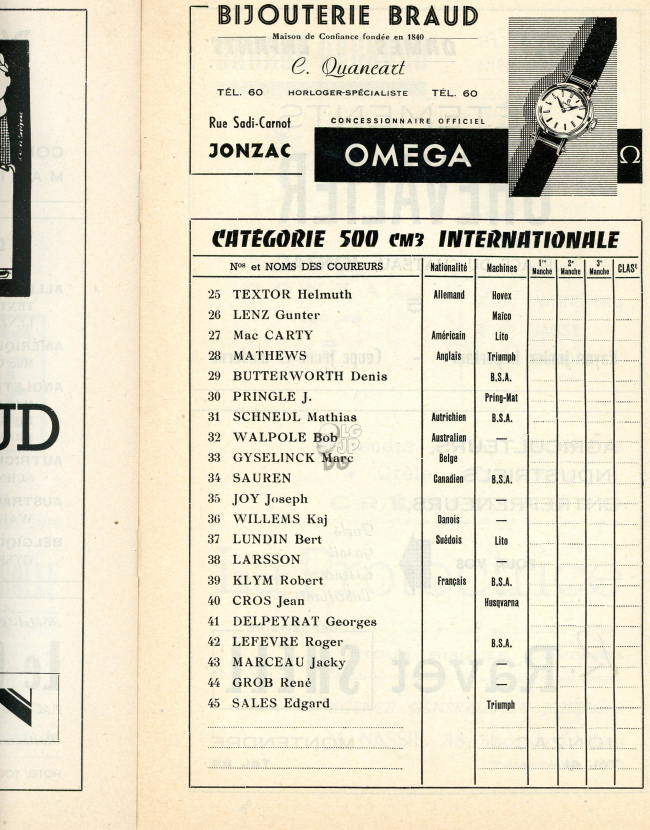 BIJOUTERIE BRAUD
Maison de Confiance fondée en 1840
C. Quancart
TÉL. 60 HORLOGER-SPÉCIALISTE TÉL. 60
Rue Sadi-Carnot
JONZAC
CONCESSIONNAIRE OFFICIEL
OMEGA
Ω
CATÉGORIE 500 CM3 INTERNATIONALE
Nos et NOMS DES COUREURS Nationalité Machines 1re Manche 2e Manche 3e Manche CLASt
25 TEXTOR Helmuth Allemand Hovex
26 LENZ Gunter Maïco
27 Mac CARTY Américain Lito
28 MATHEWS Anglais Triumph
29 BUTTERWORTH Denis B.S.A.
30 PRINGLE J. Pring-Mat
31 SCHNEDL Mathias Autrichien B.S.A.
32 WALPOLE Bob Australien —
33 GYSELINCK Marc Belge
34 SAUREN Canadien B.S.A.
35 JOY Joseph —
36 WILLEMS Kaj Danois —
37 LUNDIN Bert Suédois Lito
38 LARSSON
39 KLYM Robert Français B.S.A.
40 CROS Jean Husqvarna
41 DELPEYRAT Georges
42 LEFEVRE Roger B.S.A.
43 MARCEAU Jacky —
44 GROB René —
45 SALES Edgard Triumph
UD